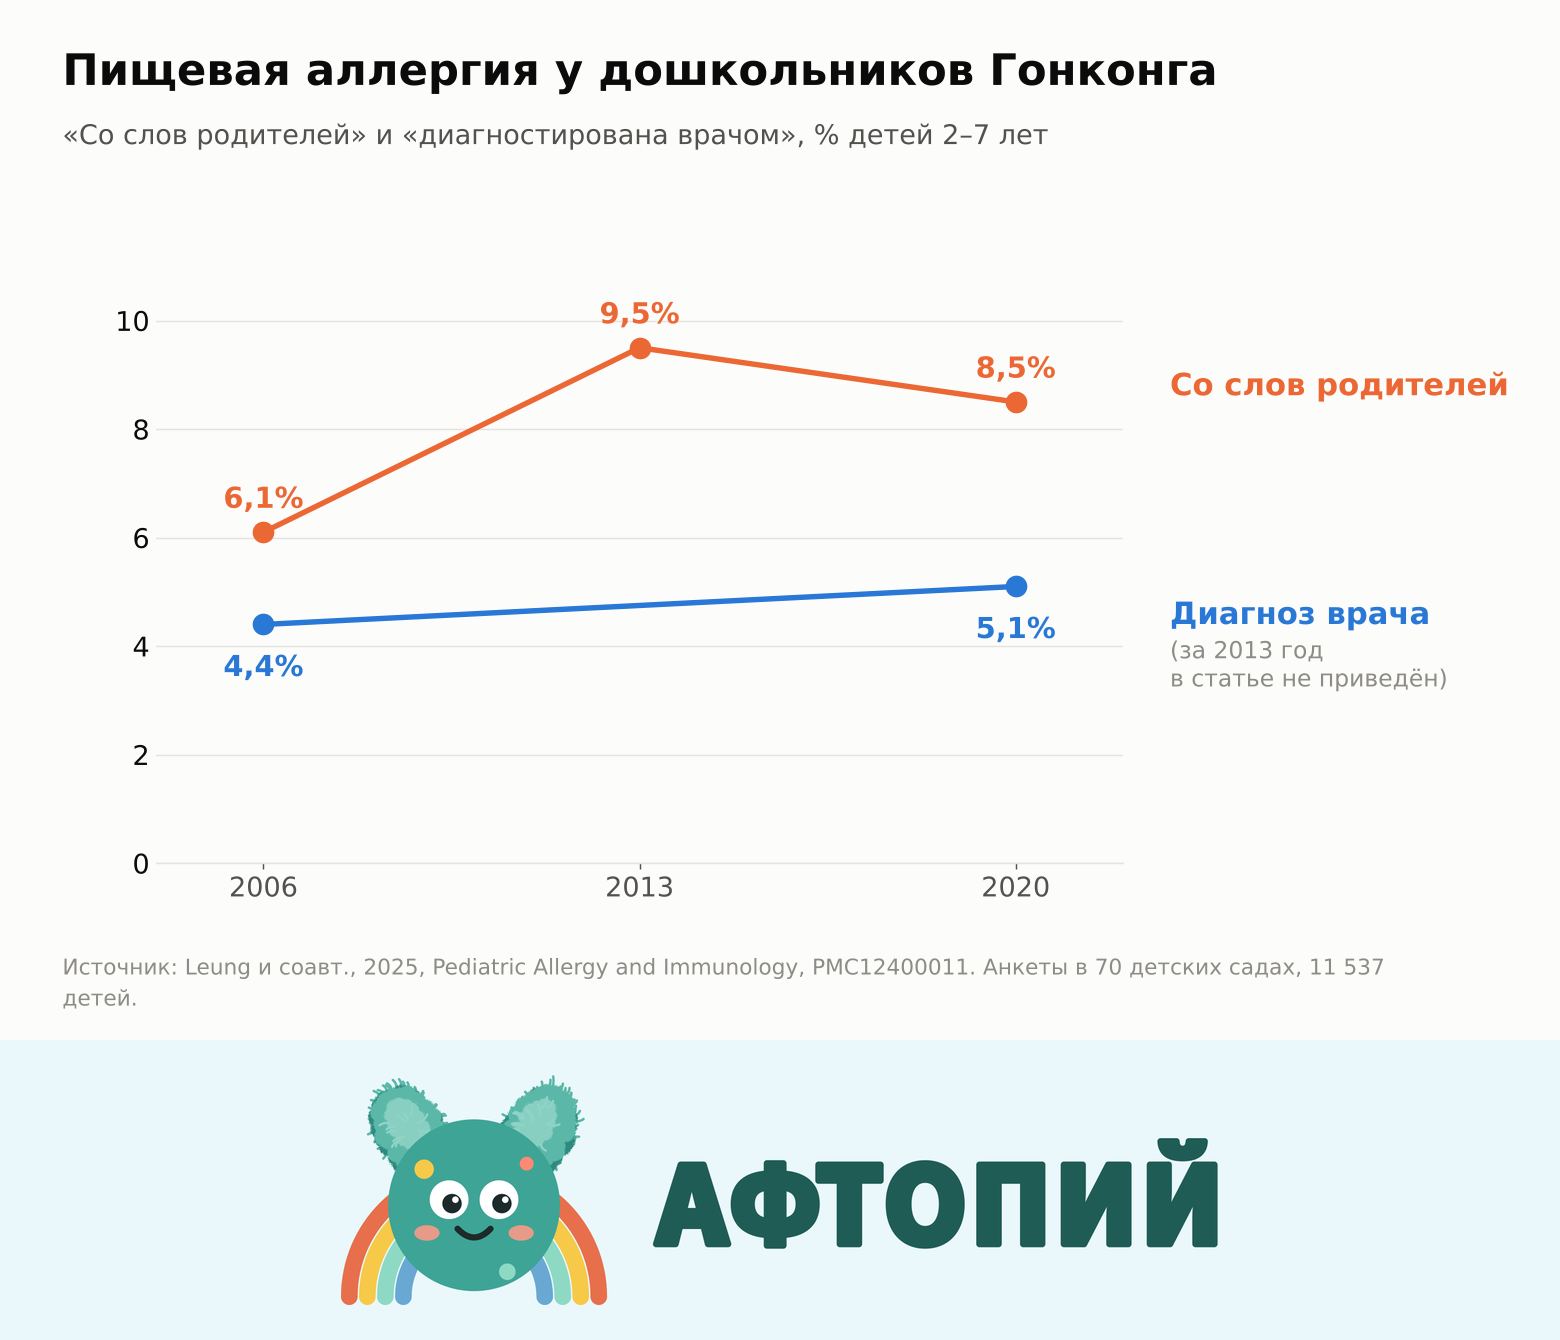 Пищевая аллергия у дошкольников Гонконга
«Со слов родителей» и «диагностирована врачом», % детей 2–7 лет
10
8
6
4
2
0
9,5%
8,5%
6,1%
5,1%
4,4%
Со слов родителей
Диагноз врача
(за 2013 год
в статье не приведён)
2006
2013
2020
Источник: Leung и соавт., 2025, Pediatric Allergy and Immunology, PMC12400011. Анкеты в 70 детских садах, 11 537
детей.
АФТОПИЙ